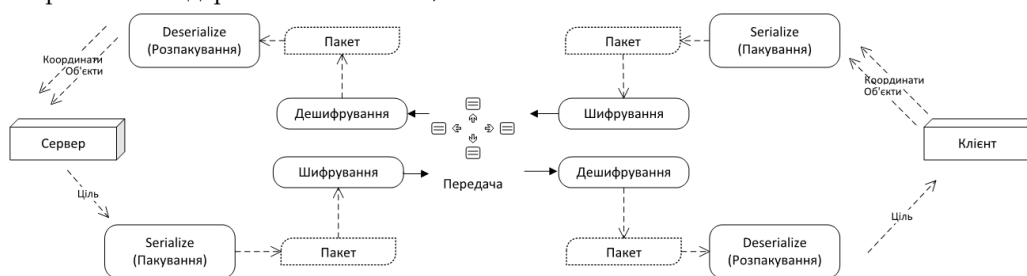 Deserialize
(Розпакування)
Пакет
Пакет
Serialize
(Пакування)
Координати
Об'єкти
Координати
Об'єкти
Дешифрування
Шифрування
Сервер
Клієнт
Шифрування
Передача
Дешифрування
Ціль
Ціль
Serialize
(Пакування)
Пакет
Пакет
Deserialize
(Розпакування)